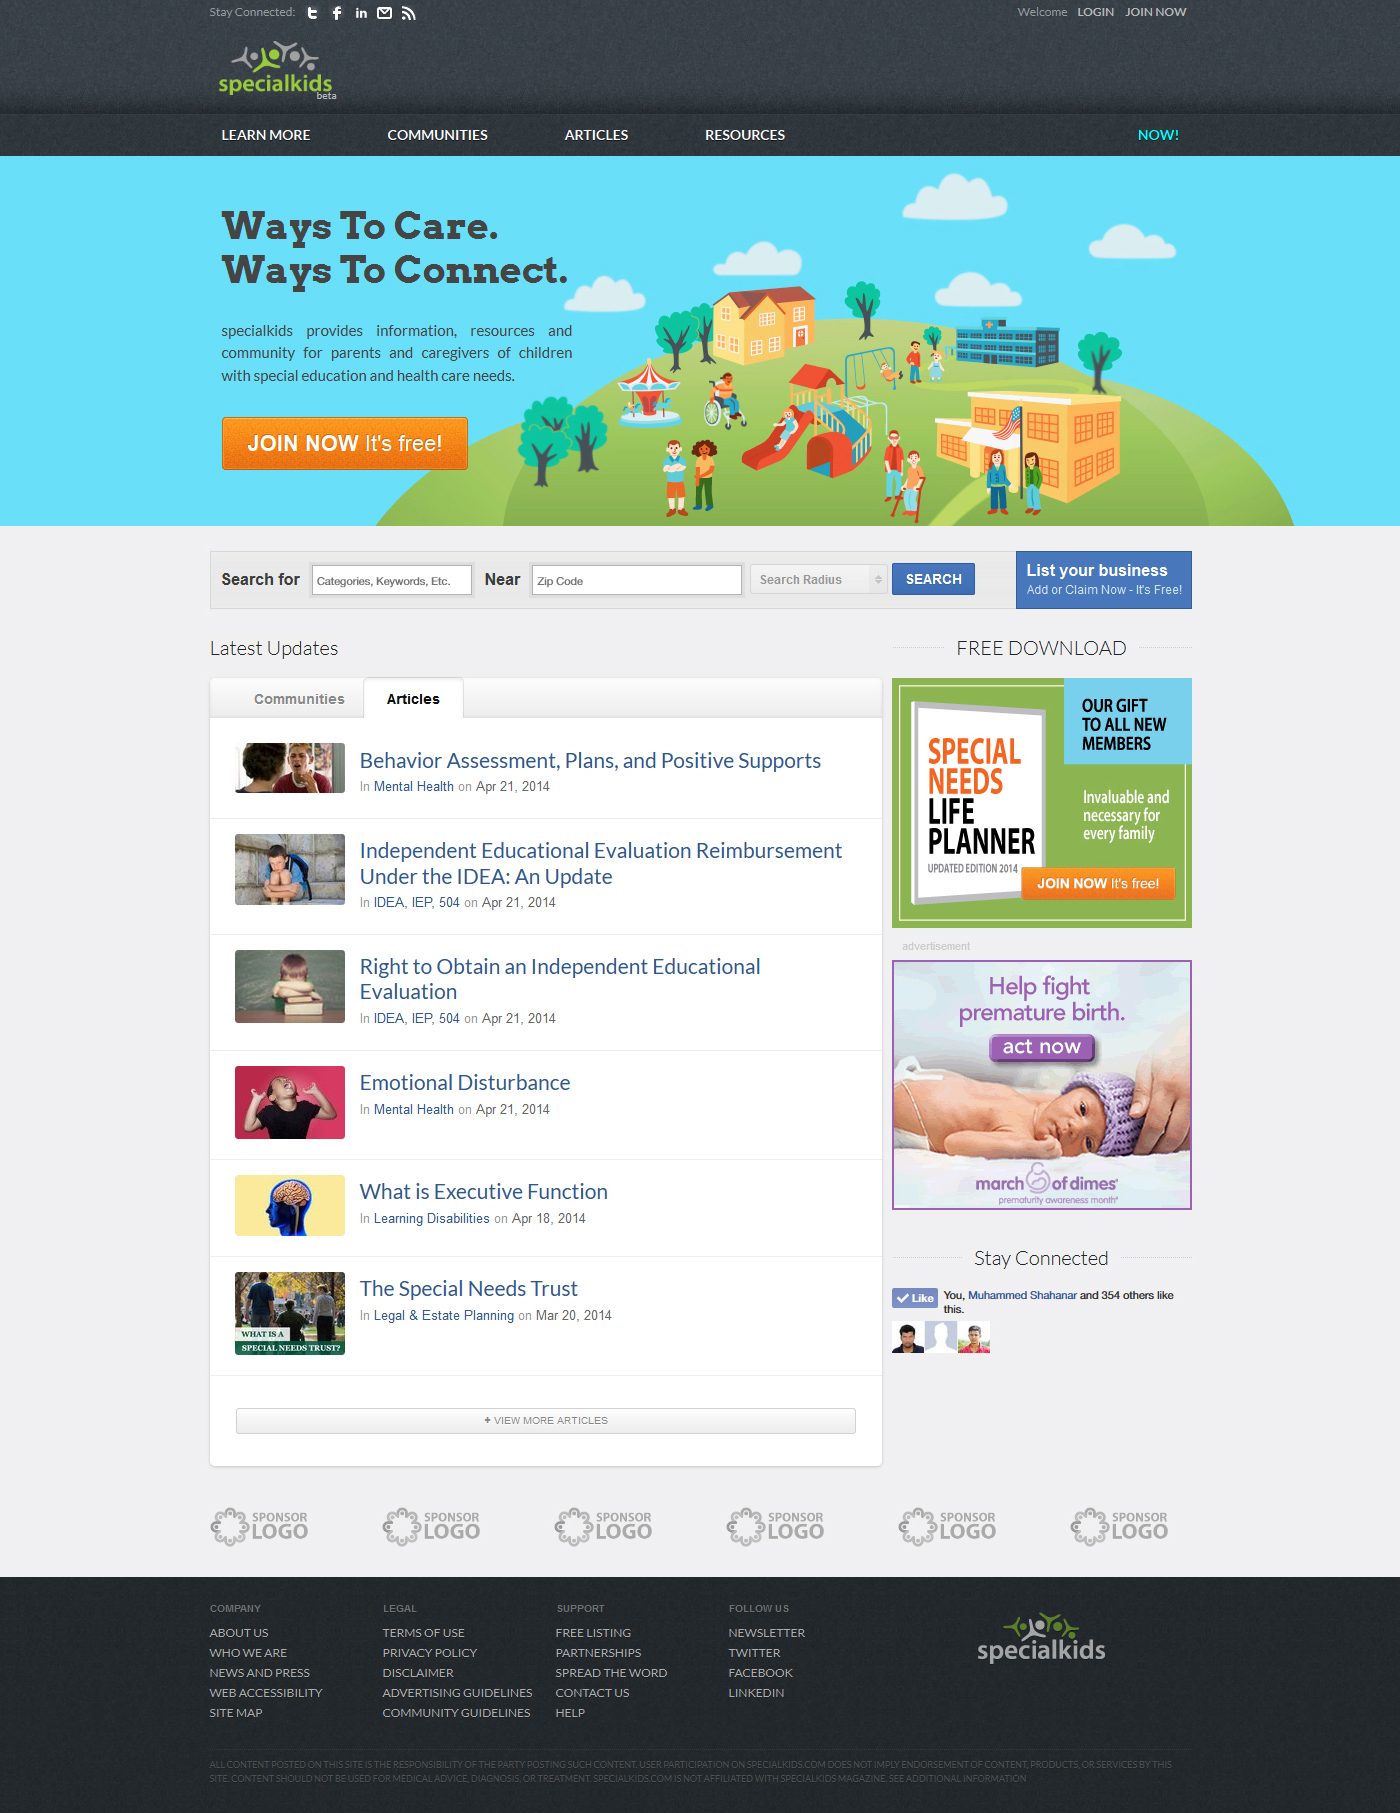 Stay Connected:
Welcome LOGIN JOIN NOW
specialkids
beta
LEARN MORE COMMUNITIES ARTICLES RESOURCES NOW!
Ways To Care.
Ways To Connect.
specialkids provides information, resources and
community for parents and caregivers of children
with special education and health care needs.
JOIN NOW It's free!
Search for Categories, Keywords, Etc. Near Zip Code Search Radius SEARCH
List your business
Add or Claim Now - It's Free!
Latest Updates
Communities Articles
Behavior Assessment, Plans, and Positive Supports
In Mental Health on Apr 21, 2014
Independent Educational Evaluation Reimbursement
Under the IDEA: An Update
In IDEA, IEP, 504 on Apr 21, 2014
Right to Obtain an Independent Educational
Evaluation
In IDEA, IEP, 504 on Apr 21, 2014
Emotional Disturbance
In Mental Health on Apr 21, 2014
What is Executive Function
In Learning Disabilities on Apr 18, 2014
WHAT IS A
SPECIAL NEEDS TRUST?
The Special Needs Trust
In Legal & Estate Planning on Mar 20, 2014
+ VIEW MORE ARTICLES
FREE DOWNLOAD
OUR GIFT
TO ALL NEW
MEMBERS
SPECIAL
NEEDS
LIFE
PLANNER
UPDATED EDITION 2014
Invaluable and
necessary for
every family
JOIN NOW It's free!
advertisement
Help fight
premature birth.
act now
march of dimes®
prematurity awareness month®
Stay Connected
Like
You, Muhammed Shahanar and 354 others like
this.
SPONSOR
LOGO
SPONSOR
LOGO
SPONSOR
LOGO
SPONSOR
LOGO
SPONSOR
LOGO
SPONSOR
LOGO
COMPANY
ABOUT US
WHO WE ARE
NEWS AND PRESS
WEB ACCESSIBILITY
SITE MAP
LEGAL
TERMS OF USE
PRIVACY POLICY
DISCLAIMER
ADVERTISING GUIDELINES
COMMUNITY GUIDELINES
SUPPORT
FREE LISTING
PARTNERSHIPS
SPREAD THE WORD
CONTACT US
HELP
FOLLOW US
NEWSLETTER
TWITTER
FACEBOOK
LINKEDIN
specialkids
ALL CONTENT POSTED ON THIS SITE IS THE RESPONSIBILITY OF THE PARTY POSTING SUCH CONTENT. USER PARTICIPATION ON SPECIALKIDS.COM DOES NOT IMPLY ENDORSEMENT OF CONTENT, PRODUCTS, OR SERVICES BY THIS
SITE. CONTENT SHOULD NOT BE USED FOR MEDICAL ADVICE, DIAGNOSIS, OR TREATMENT. SPECIALKIDS.COM IS NOT AFFILIATED WITH SPECIALKIDS MAGAZINE. SEE ADDITIONAL INFORMATION